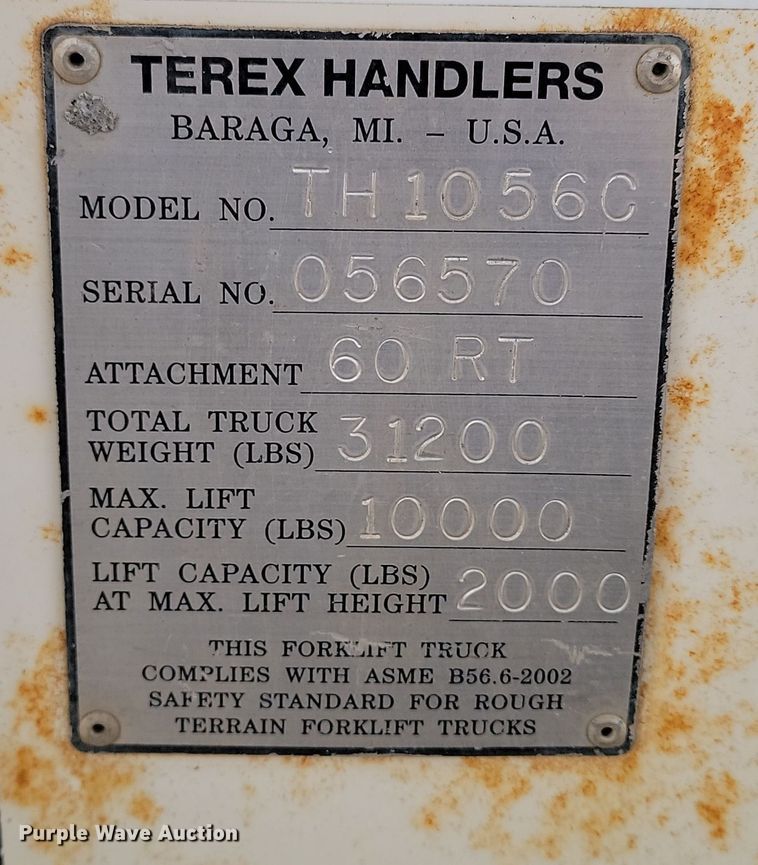 TEREX HANDLERS
BARAGA, MI. - U.S.A.
MODEL NO. TH1056C
SERIAL NO. 056570
ATTACHMENT 60 RT
TOTAL TRUCK
WEIGHT (LBS) 31200
MAX. LIFT
CAPACITY (LBS) 10000
LIFT CAPACITY (LBS)
AT MAX. LIFT HEIGHT 2000
THIS FORKLIFT TRUCK
COMPLIES WITH ASME B56.6-2002
SAFETY STANDARD FOR ROUGH
TERRAIN FORKLIFT TRUCKS
Purple Wave Auction